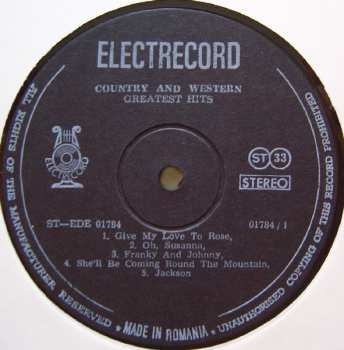 ELECTRECORD
COUNTRY AND WESTERN
GREATEST HITS
ST 33
STEREO
ST—EDE 01784
01784/1
1. Give My Love To Rose,
2. Oh, Susanna,
3. Franky And Johnny,
4. She'll Be Coming Round The Mountain,
5. Jackson
ALL RIGHTS OF THE MANUFACTURER RESERVED * MADE IN ROMANIA * UNAUTHORISED COPYING OF THIS RECORD PROHIBITED